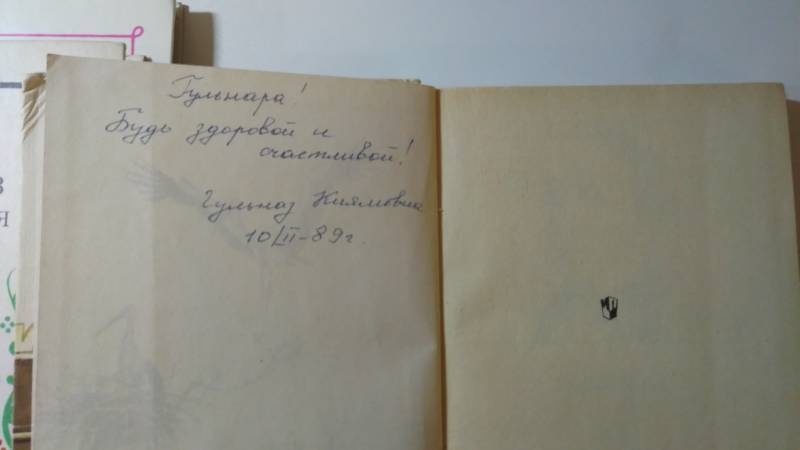 Гульнара!
Будь здоровой и
счастливой!
Гульназ Киямовна
10/II-89г.
З
Я